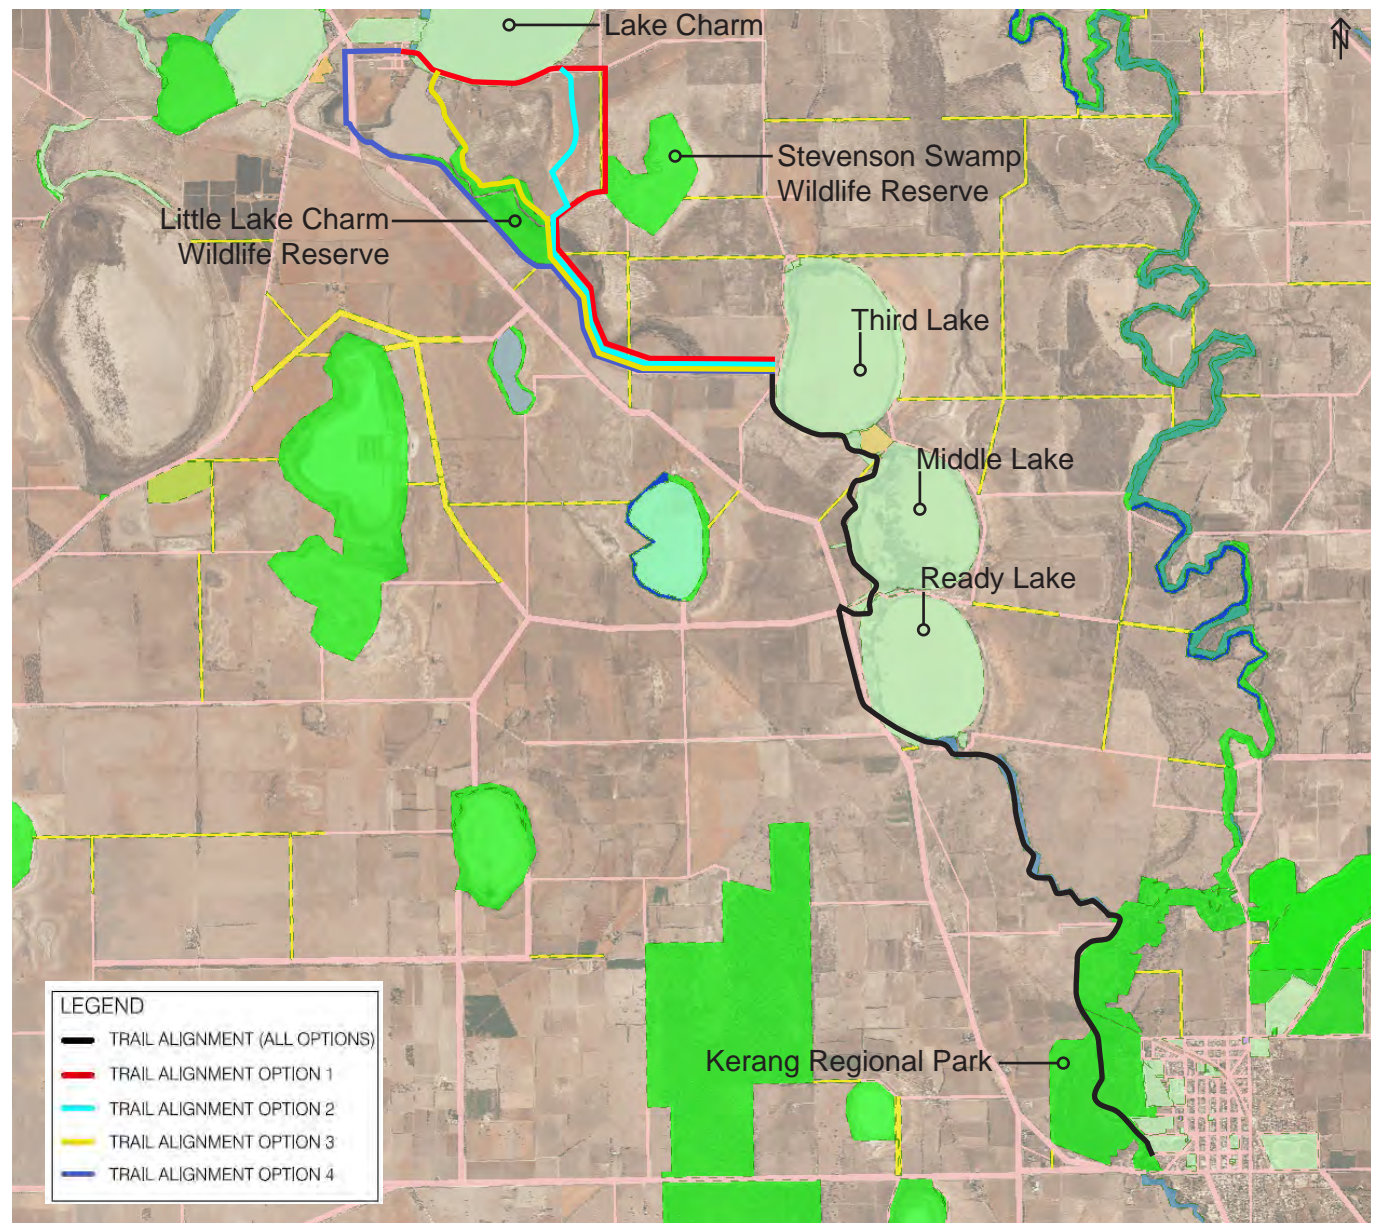 Lake Charm
N
Stevenson Swamp
Wildlife Reserve
Little Lake Charm
Wildlife Reserve
Third Lake
Middle Lake
Ready Lake
Kerang Regional Park
LEGEND
TRAIL ALIGNMENT (ALL OPTIONS)
TRAIL ALIGNMENT OPTION 1
TRAIL ALIGNMENT OPTION 2
TRAIL ALIGNMENT OPTION 3
TRAIL ALIGNMENT OPTION 4